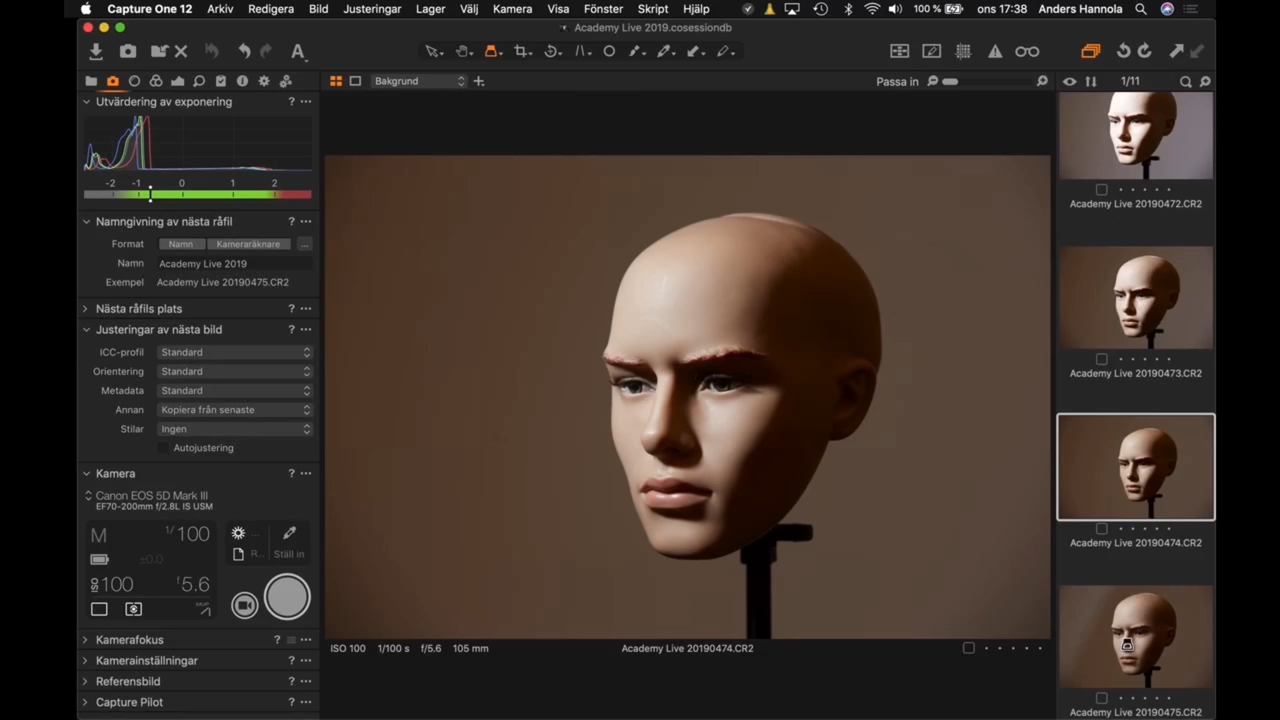 Capture One 12 Arkiv Redigera Bild Justeringar Lager Välj Kamera Visa Fönster Skript Hjälp 100 % ons 17:38 Anders Hannola
Academy Live 2019.cosessiondb
Bakgrund
Passa in
1/11
Utvärdering av exponering ? ...
-2 -1 0 1 2
Namngivning av nästa råfil ? ...
Format Namn Kameraräknare ...
Namn Academy Live 2019
Exempel Academy Live 20190475.CR2
Nästa råfils plats ? ...
Justeringar av nästa bild ? ...
ICC-profil Standard
Orientering Standard
Metadata Standard
Annan Kopiera från senaste
Stilar Ingen
Autojustering
Kamera ? ...
Canon EOS 5D Mark III
EF70-200mm f/2.8L IS USM
M 1/100
±0.0
R...
Ställ in
ISO 100 f5.6
Kamerafokus ? ...
Kamerainställningar ? ...
Referensbild ? ...
Capture Pilot ? ...
ISO 100 1/100 s f/5.6 105 mm
Academy Live 20190474.CR2
Academy Live 20190472.CR2
Academy Live 20190473.CR2
Academy Live 20190474.CR2
Academy Live 20190475.CR2